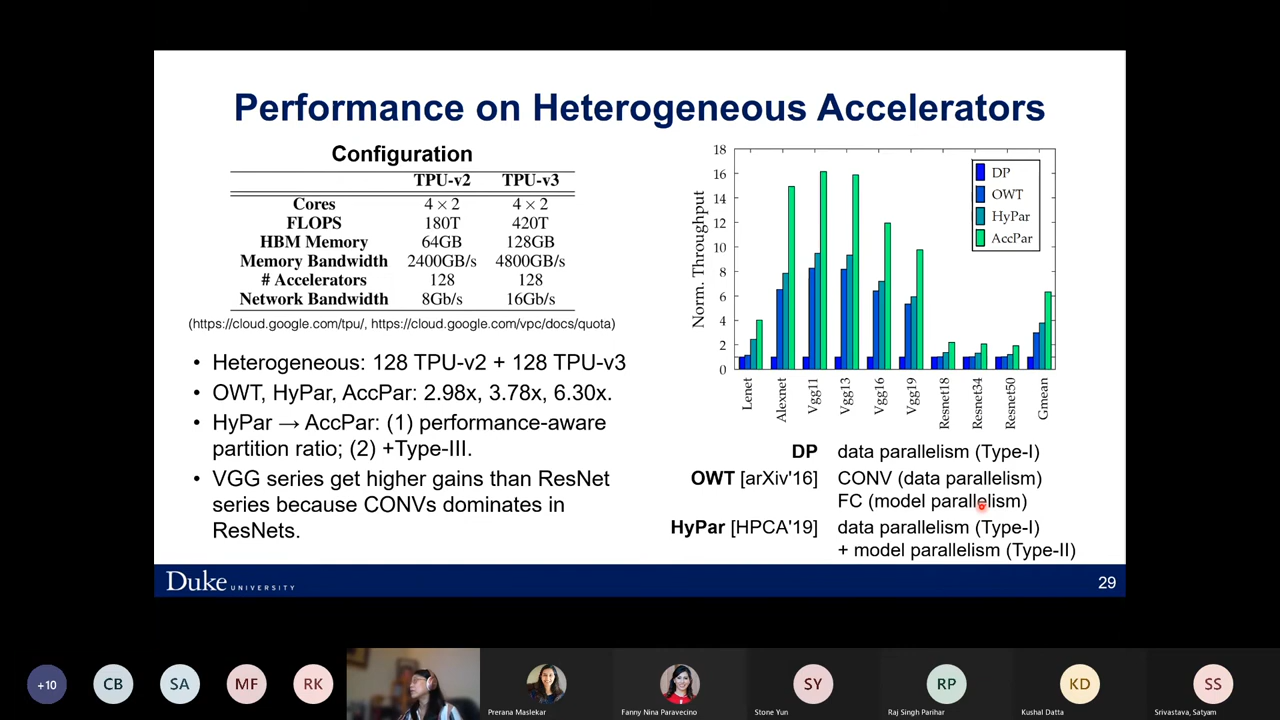 Performance on Heterogeneous Accelerators
Configuration
TPU-v2 TPU-v3
Cores 4 × 2 4 × 2
FLOPS 180T 420T
HBM Memory 64GB 128GB
Memory Bandwidth 2400GB/s 4800GB/s
# Accelerators 128 128
Network Bandwidth 8Gb/s 16Gb/s
(https://cloud.google.com/tpu/, https://cloud.google.com/vpc/docs/quota)
• Heterogeneous: 128 TPU-v2 + 128 TPU-v3
• OWT, HyPar, AccPar: 2.98x, 3.78x, 6.30x.
• HyPar → AccPar: (1) performance-aware
partition ratio; (2) +Type-III.
• VGG series get higher gains than ResNet
series because CONVs dominates in
ResNets.
Norm. Throughput
18
16
14
12
10
8
6
4
2
0
DP
OWT
HyPar
AccPar
Lenet
Alexnet
Vgg11
Vgg13
Vgg16
Vgg19
Resnet18
Resnet34
Resnet50
Gmean
DP data parallelism (Type-I)
OWT [arXiv'16] CONV (data parallelism)
FC (model parallelism)
HyPar [HPCA'19] data parallelism (Type-I)
+ model parallelism (Type-II)
Duke UNIVERSITY
29
+10 CB SA MF RK SY RP KD SS
Prerana Maslekar Fanny Nina Paravecino Stone Yun Raj Singh Parihar Kushal Datta Srivastava, Satyam